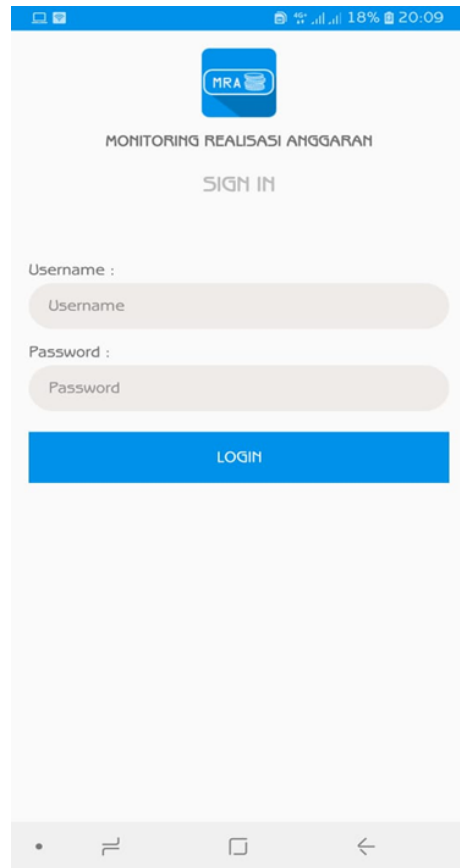 18% 20:09
MRA
MONITORING REALISASI ANGGARAN
SIGN IN
Username :
Username
Password :
Password
LOGIN